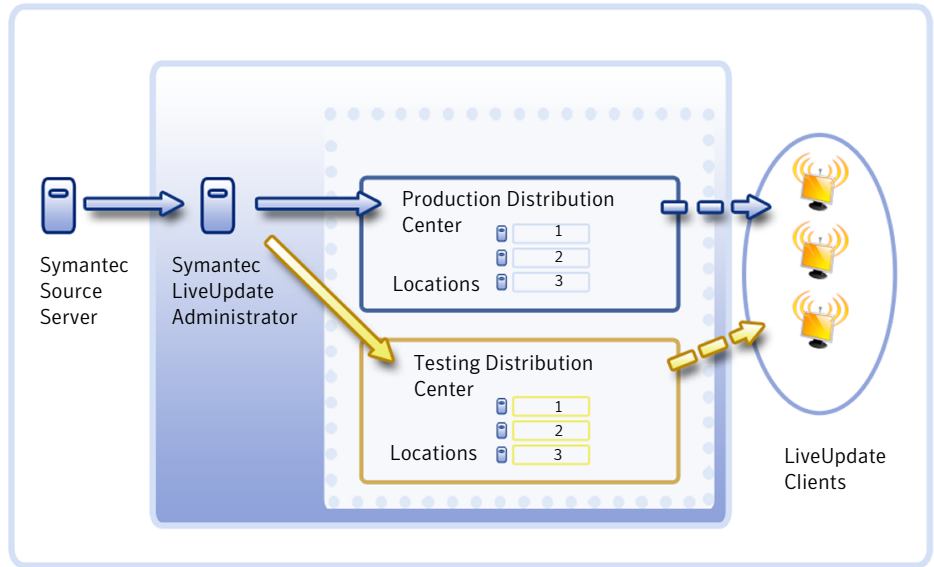 Symantec
Source
Server
Symantec
LiveUpdate
Administrator
Production Distribution
Center
1
2
Locations
3
Testing Distribution
Center
1
2
Locations
3
LiveUpdate
Clients